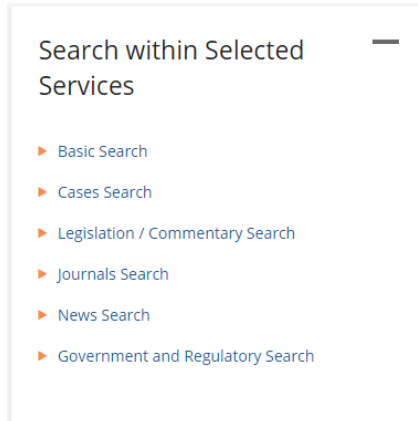 Search within Selected
Services
Basic Search
Cases Search
Legislation / Commentary Search
Journals Search
News Search
Government and Regulatory Search